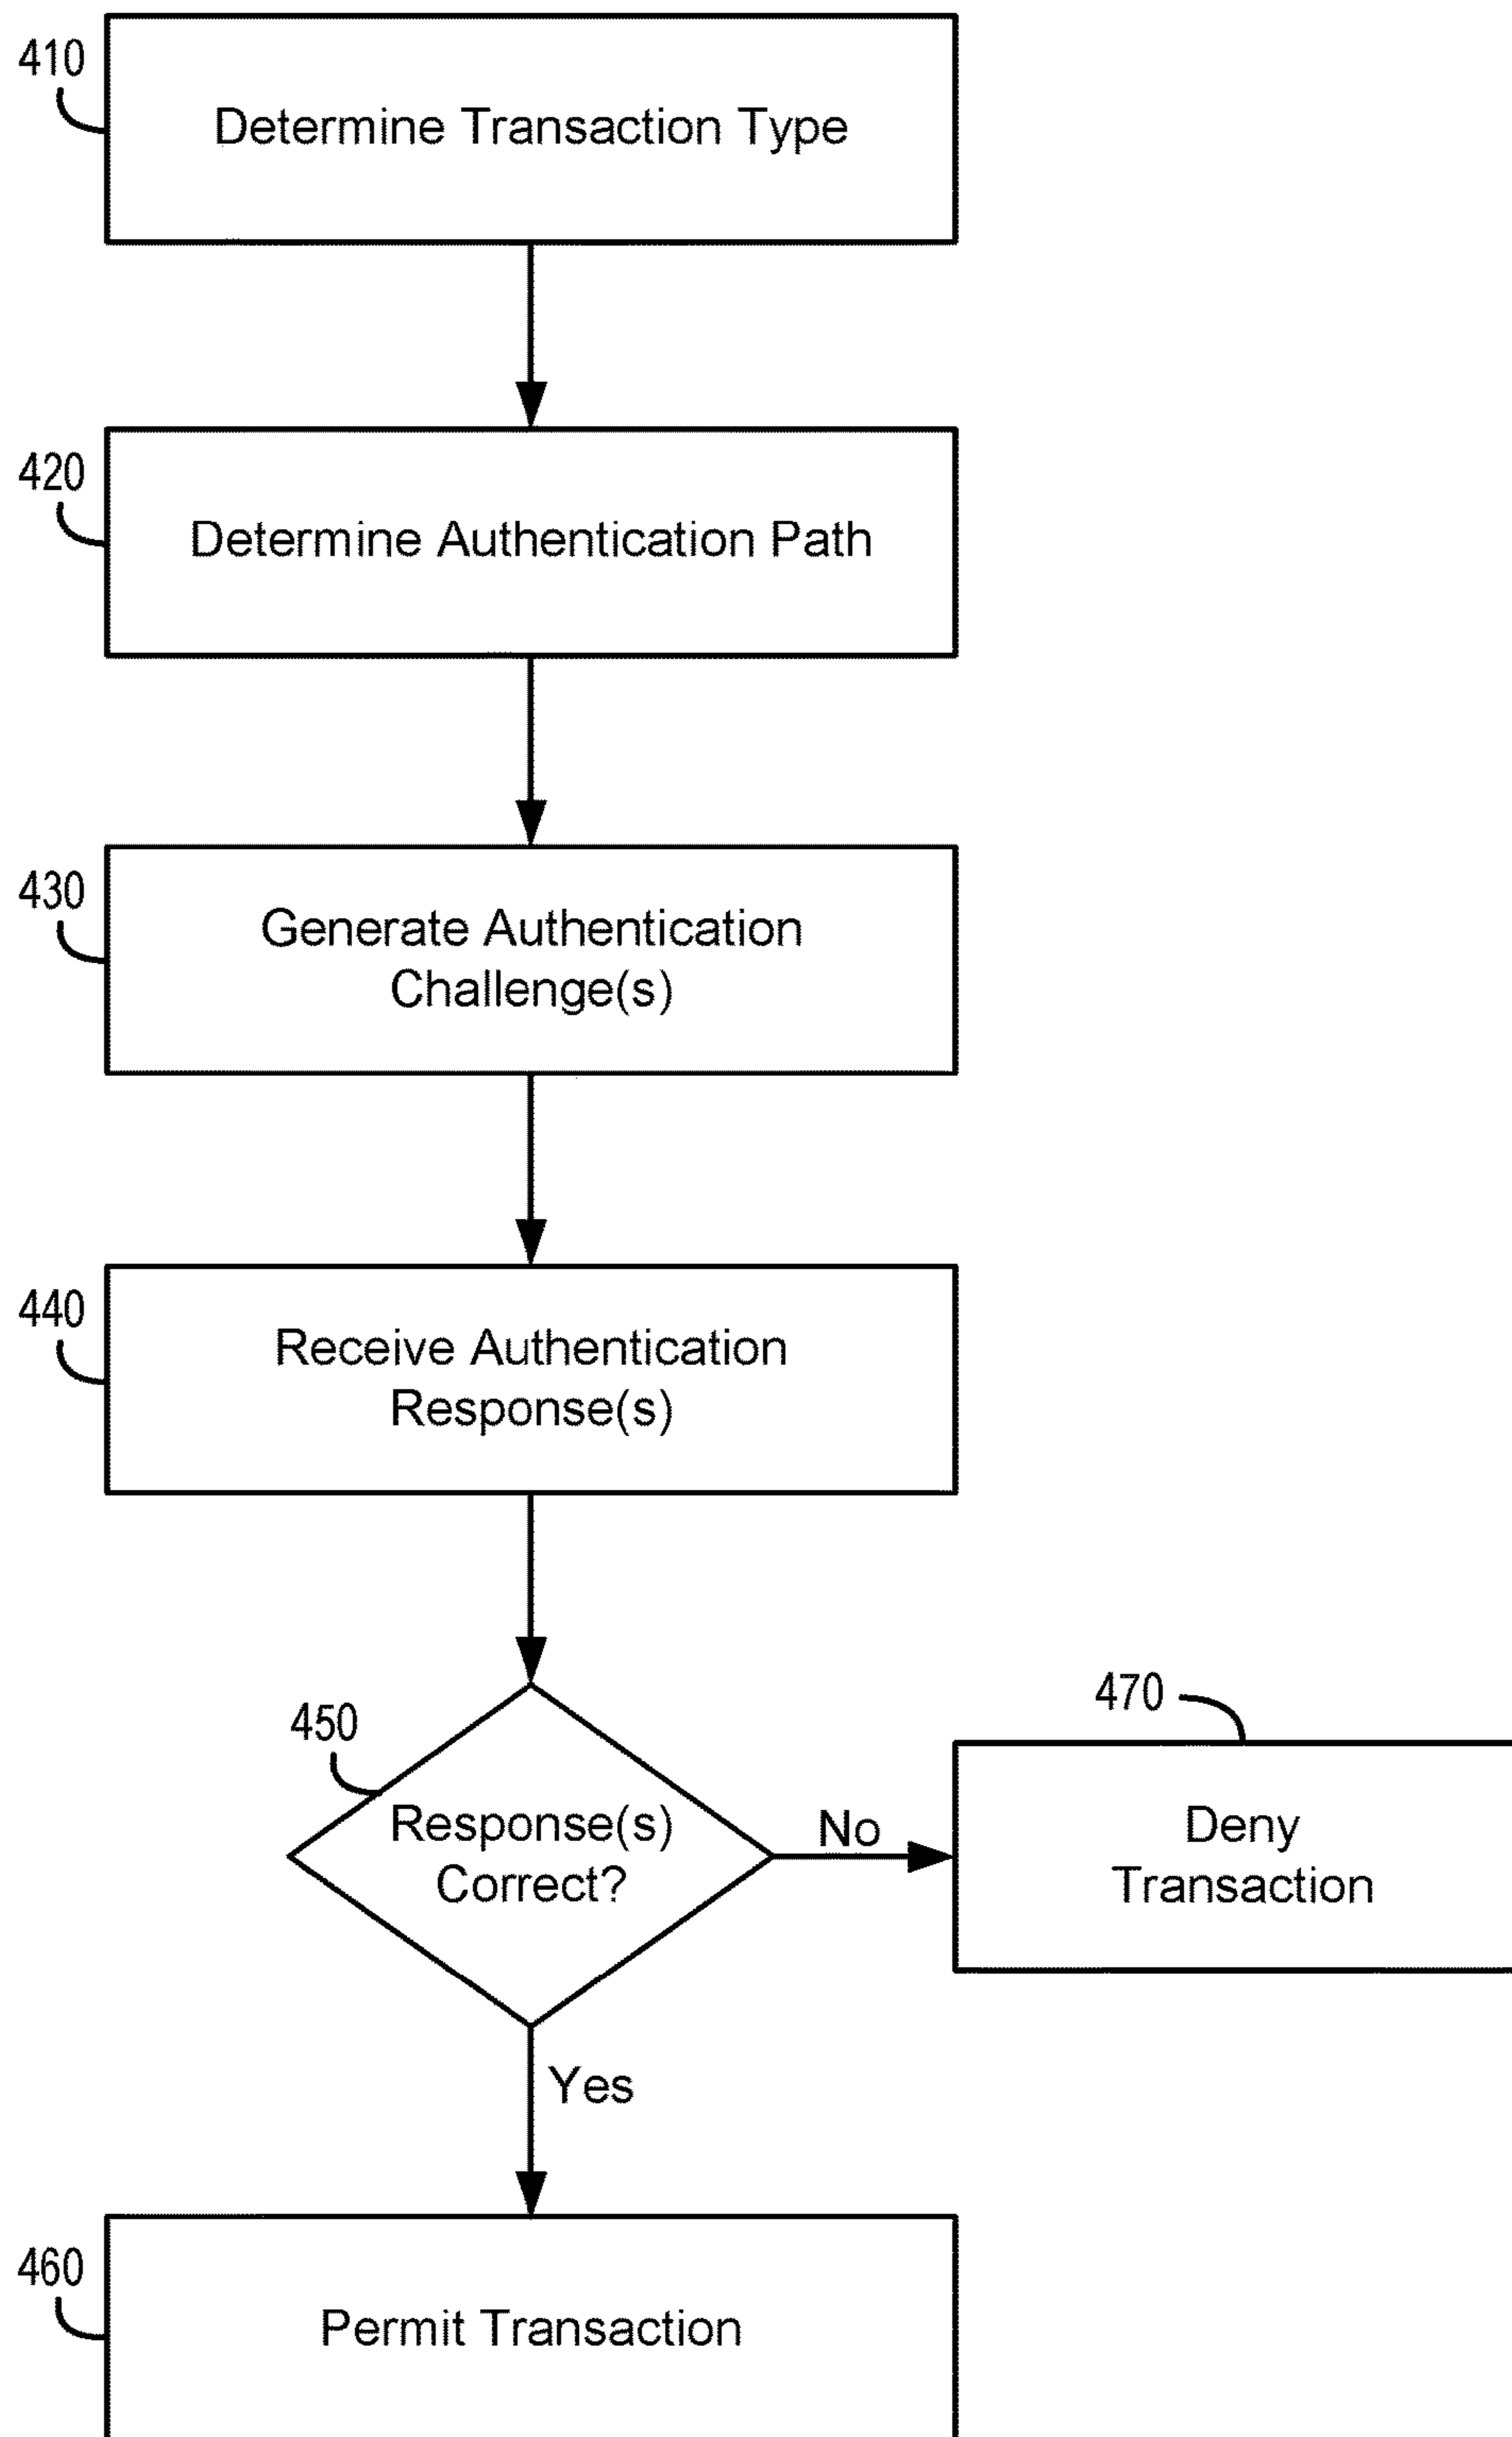 410
Determine Transaction Type
420
Determine Authentication Path
430
Generate Authentication
Challenge(s)
440
Receive Authentication
Response(s)
450
Response(s)
Correct?
No
470
Deny
Transaction
Yes
460
Permit Transaction